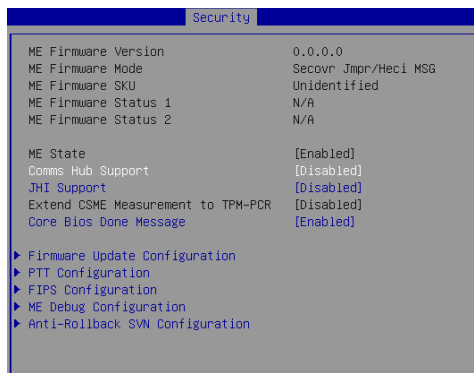 Security
ME Firmware Version 0.0.0.0
ME Firmware Mode Secovr Jmpr/Heci MSG
ME Firmware SKU Unidentified
ME Firmware Status 1 N/A
ME Firmware Status 2 N/A
ME State [Enabled]
Comms Hub Support [Disabled]
JHI Support [Disabled]
Extend CSME Measurement to TPM-PCR [Disabled]
Core Bios Done Message [Enabled]
Firmware Update Configuration
PTT Configuration
FIPS Configuration
ME Debug Configuration
Anti-Rollback SVN Configuration